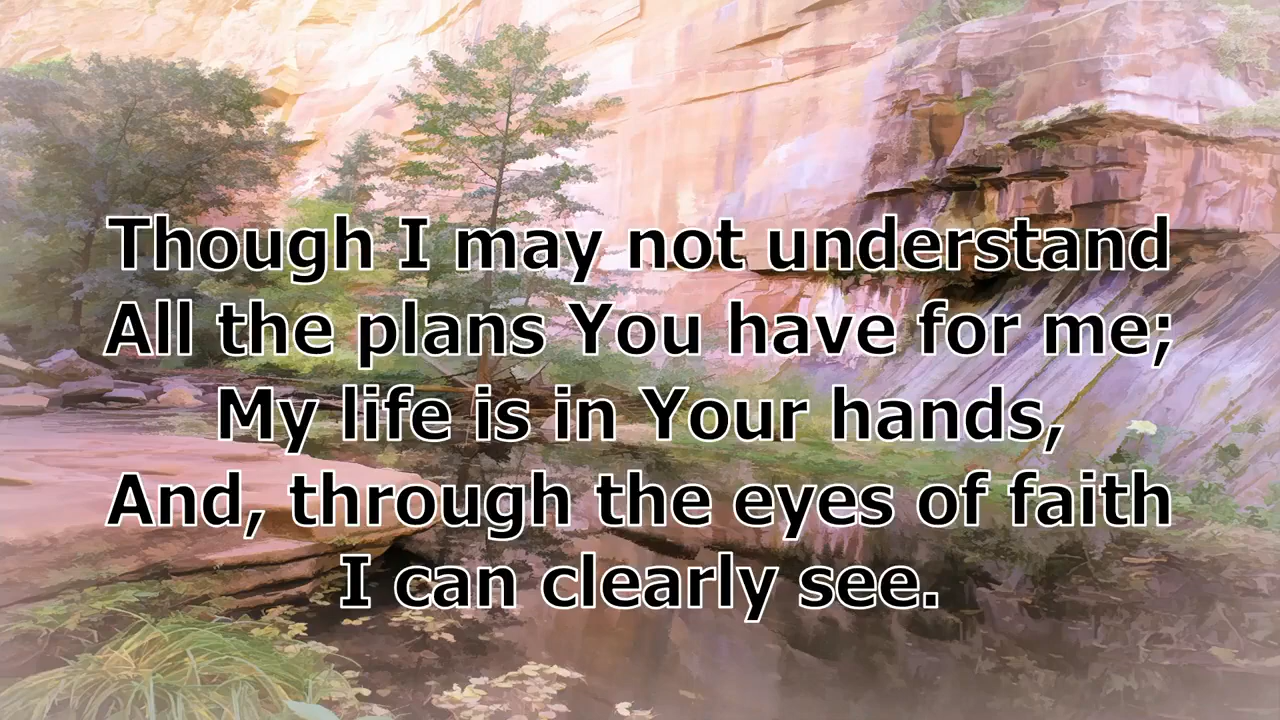 Though I may not understand
All the plans You have for me;
My life is in Your hands,
And, through the eyes of faith
I can clearly see.